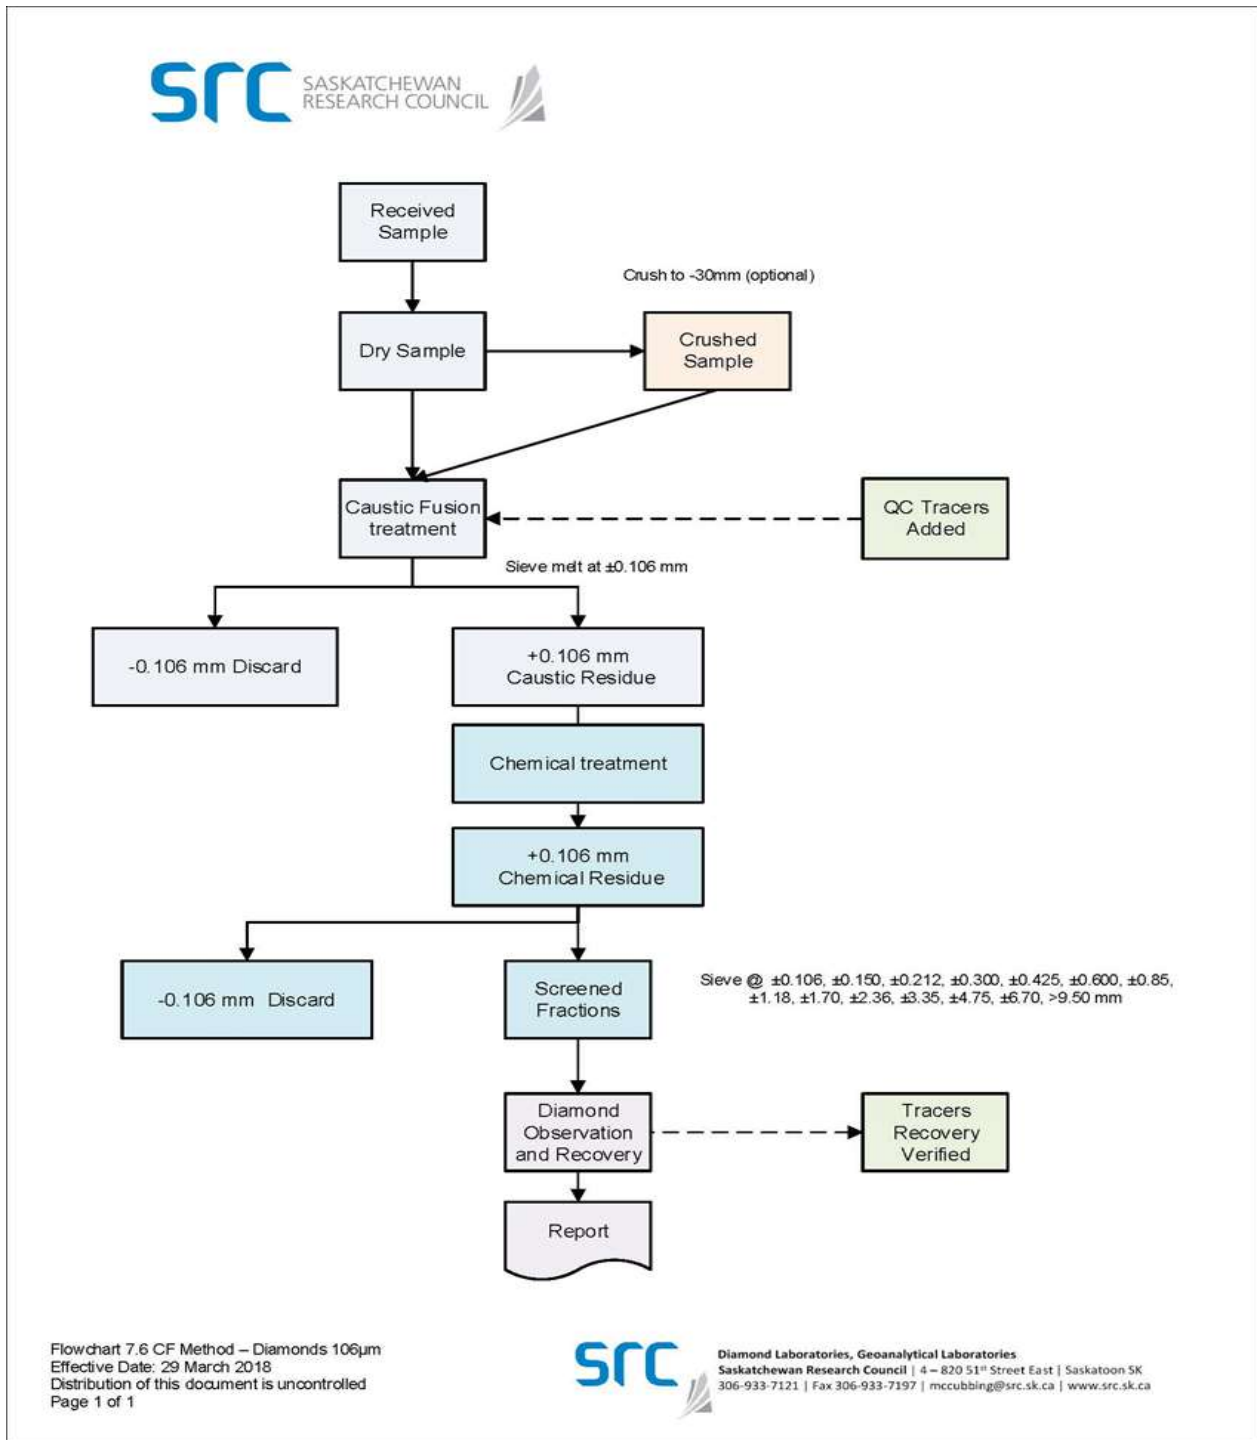 src SASKATCHEWAN
RESEARCH COUNCIL
Received
Sample
Crush to -30mm (optional)
Dry Sample
Crushed
Sample
Caustic Fusion
treatment
QC Tracers
Added
Sieve melt at ±0.106 mm
-0.106 mm Discard
+0.106 mm
Caustic Residue
Chemical treatment
+0.106 mm
Chemical Residue
-0.106 mm Discard
Screened
Fractions
Sieve @ ±0.106, ±0.150, ±0.212, ±0.300, ±0.425, ±0.600, ±0.85,
±1.18, ±1.70, ±2.36, ±3.35, ±4.75, ±6.70, >9.50 mm
Diamond
Observation
and Recovery
Tracers
Recovery
Verified
Report
Flowchart 7.6 CF Method – Diamonds 106µm
Effective Date: 29 March 2018
Distribution of this document is uncontrolled
Page 1 of 1
src
Diamond Laboratories, Geoanalytical Laboratories
Saskatchewan Research Council | 4 – 820 51st Street East | Saskatoon SK
306-933-7121 | Fax 306-933-7197 | mccubbing@src.sk.ca | www.src.sk.ca